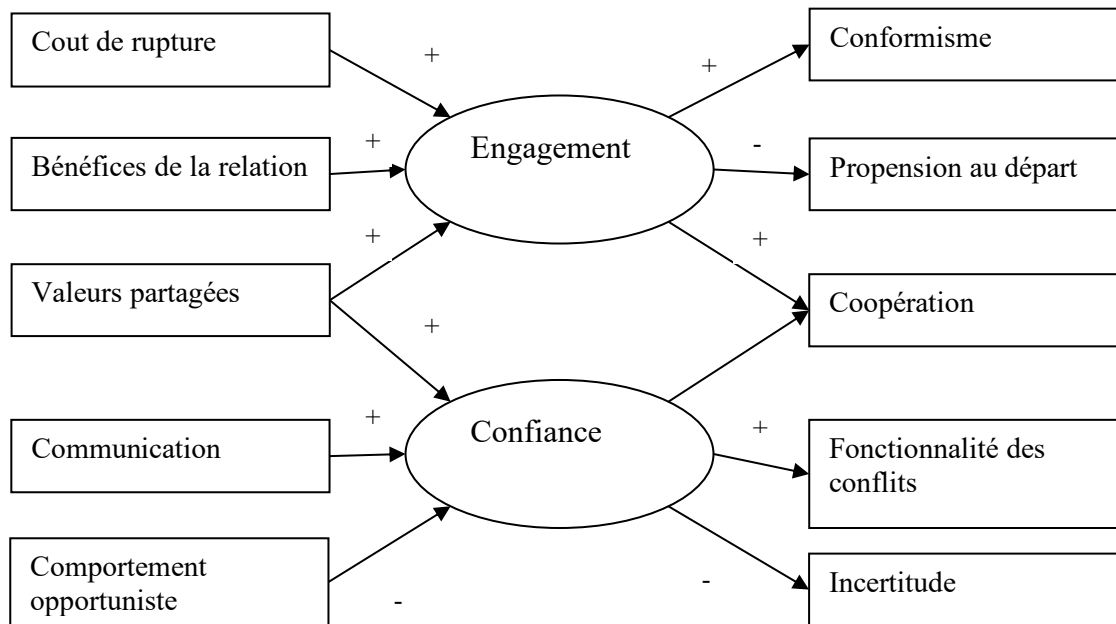 Cout de rupture
+
+
Conformisme
Bénéfices de la relation
+
Engagement
-
Propension au départ
Valeurs partagées
+
+
+
Coopération
Communication
+
Confiance
+
Fonctionnalité des
conflits
Comportement
opportuniste
-
-
Incertitude